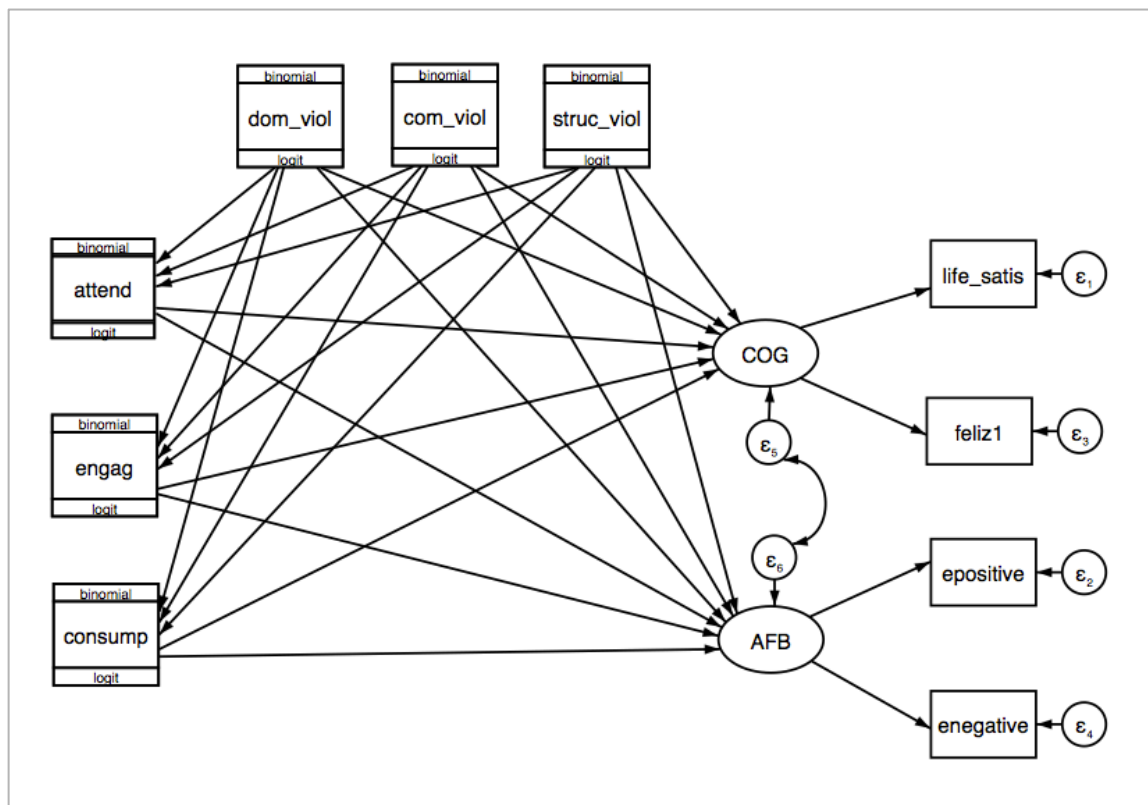 binomial
dom_viol
logit
binomial
com_viol
logit
binomial
struc_viol
logit
binomial
attend
logit
binomial
engag
logit
binomial
consump
logit
COG
AFB
life_satis
ε1
feliz1
ε3
ε5
ε6
epositive
ε2
enegative
ε4